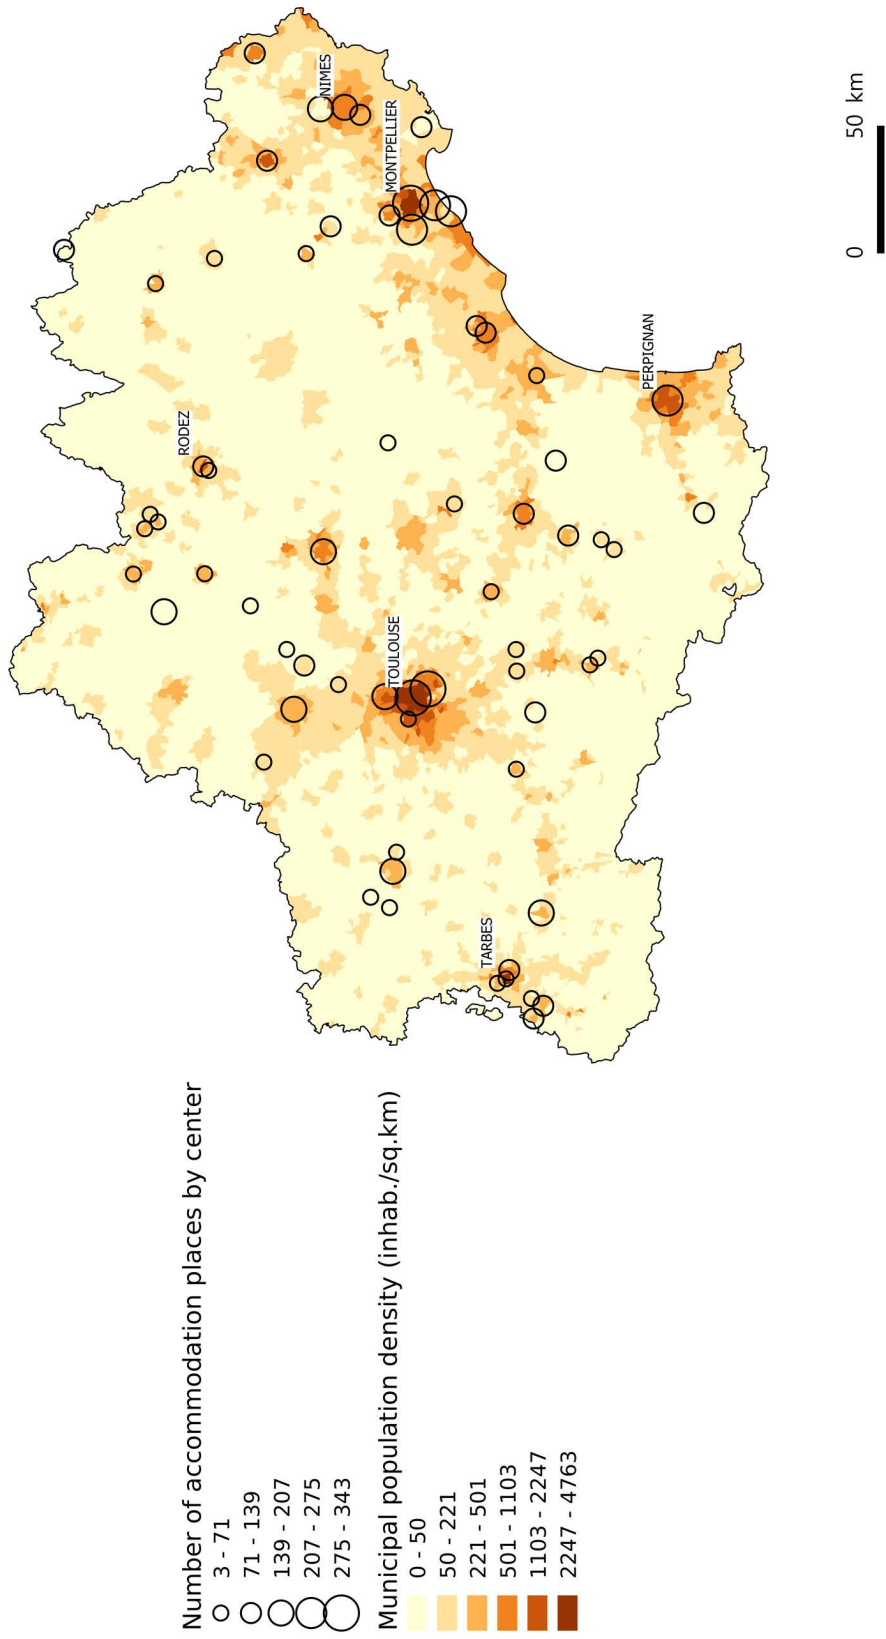 Number of accommodation places by center
3 - 71
71 - 139
139 - 207
207 - 275
275 - 343
Municipal population density (inhab./sq.km)
0 - 50
50 - 221
221 - 501
501 - 1103
1103 - 2247
2247 - 4763
RODEZ
NIMES
MONTPELLIER
TOULOUSE
TARBES
PERPIGNAN
0 50 km